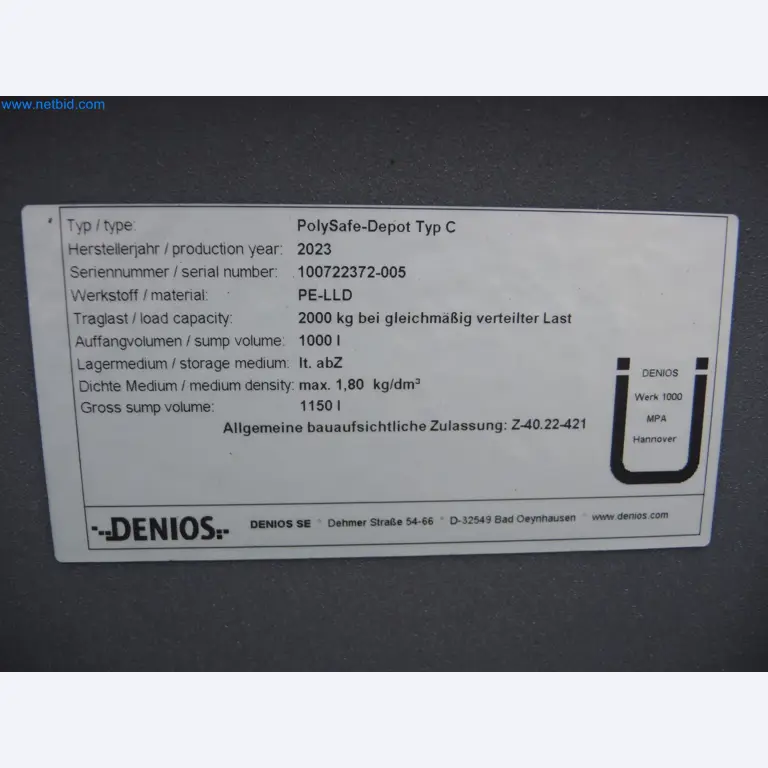 www.netbid.com
Typ / type: PolySafe-Depot Typ C
Herstellerjahr / production year: 2023
Seriennummer / serial number: 100722372-005
Werkstoff / material: PE-LLD
Traglast / load capacity: 2000 kg bei gleichmäßig verteilter Last
Auffangvolumen / sump volume: 1000 l
Lagermedium / storage medium: lt. abZ
Dichte Medium / medium density: max. 1,80 kg/dm³
Gross sump volume: 1150 l
Allgemeine bauaufsichtliche Zulassung: Z-40.22-421
DENIOS
Werk 1000
MPA
Hannover
DENIOS DENIOS SE * Dehmer Straße 54-66 * D-32549 Bad Oeynhausen * www.denios.com